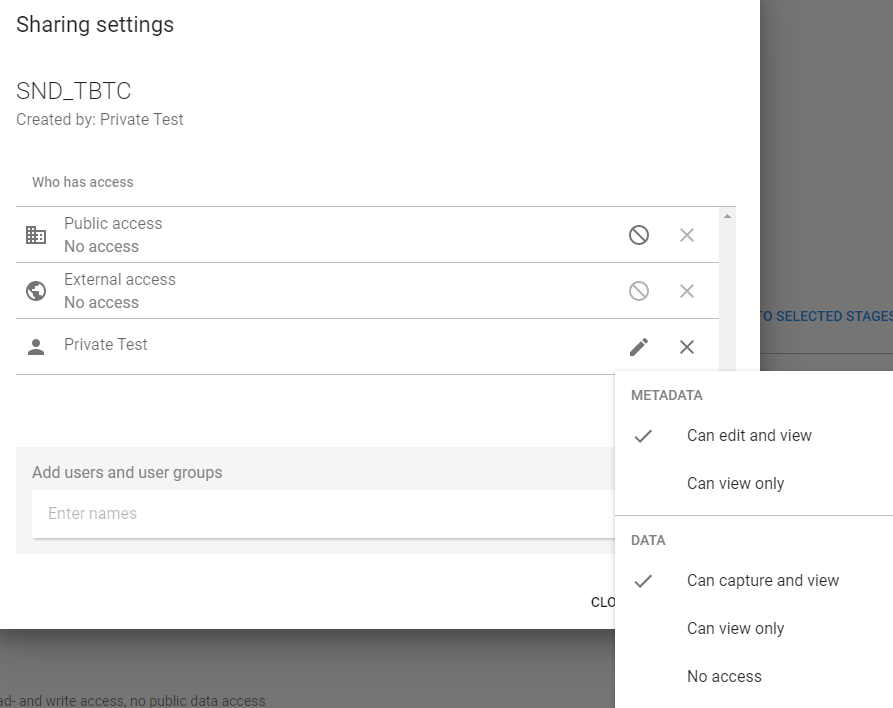 Sharing settings
SND_TBTC
Created by: Private Test
Who has access
Public access
No access
External access
No access
TO SELECTED STAGES
Private Test
METADATA
Can edit and view
Can view only
Add users and user groups
Enter names
DATA
Can capture and view
Can view only
No access
and write access, no public data access